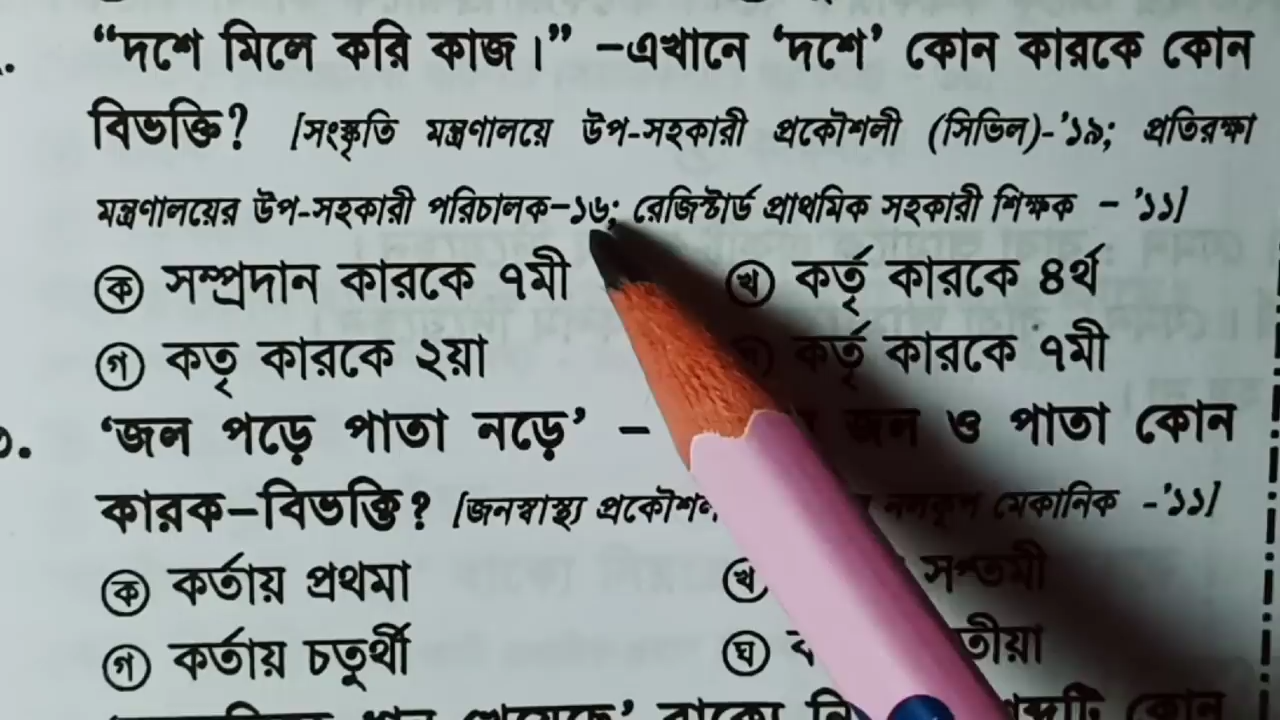 “দশে মিলে করি কাজ।” –এখানে ‘দশে’ কোন কারকে কোন
বিভক্তি? [সংস্কৃতি মন্ত্রণালয়ে উপ-সহকারী প্রকৌশলী (সিভিল)-’১৯; প্রতিরক্ষা
মন্ত্রণালয়ের উপ-সহকারী পরিচালক–১৬; রেজিস্টার্ড প্রাথমিক সহকারী শিক্ষক – ’১১]
ক সম্প্রদান কারকে ৭মী খ কর্তৃ কারকে ৪র্থ
গ কতৃ কারকে ২য়া কর্তৃ কারকে ৭মী
‘জল পড়ে পাতা নড়ে’ – জল ও পাতা কোন
কারক–বিভক্তি? [জনস্বাস্থ্য নলকূপ মেকানিক -’১১]
ক কর্তায় প্রথমা খ সপ্তমী
গ কর্তায় চতুর্থী ঘ
বাক্যে কোন